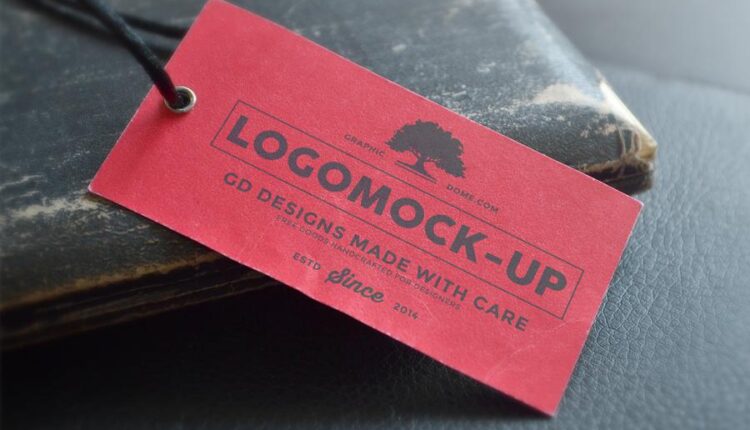 GRAPHIC DOME.COM
LOGOMOCK-UP
GD DESIGNS MADE WITH CARE
FREE GOODS HANDCRAFTED FOR DESIGNERS
ESTD Since 2014